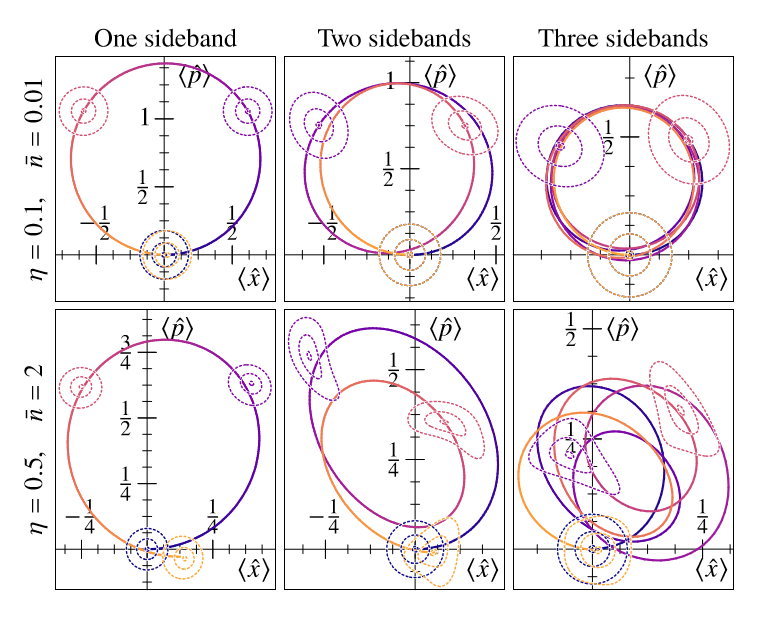 One sideband Two sidebands Three sidebands
η = 0.1, n̄ = 0.01
⟨p̂⟩ 1 1/2 −1/2 1/2 ⟨x̂⟩
⟨p̂⟩ 1 1/2 −1/2 1/2 ⟨x̂⟩
⟨p̂⟩ 1/2 ⟨x̂⟩
η = 0.5, n̄ = 2
⟨p̂⟩ 3/4 1/2 1/4 −1/4 1/4 ⟨x̂⟩
⟨p̂⟩ 1/2 1/4 −1/4 ⟨x̂⟩
1/2 ⟨p̂⟩ 1/4 1/4 ⟨x̂⟩